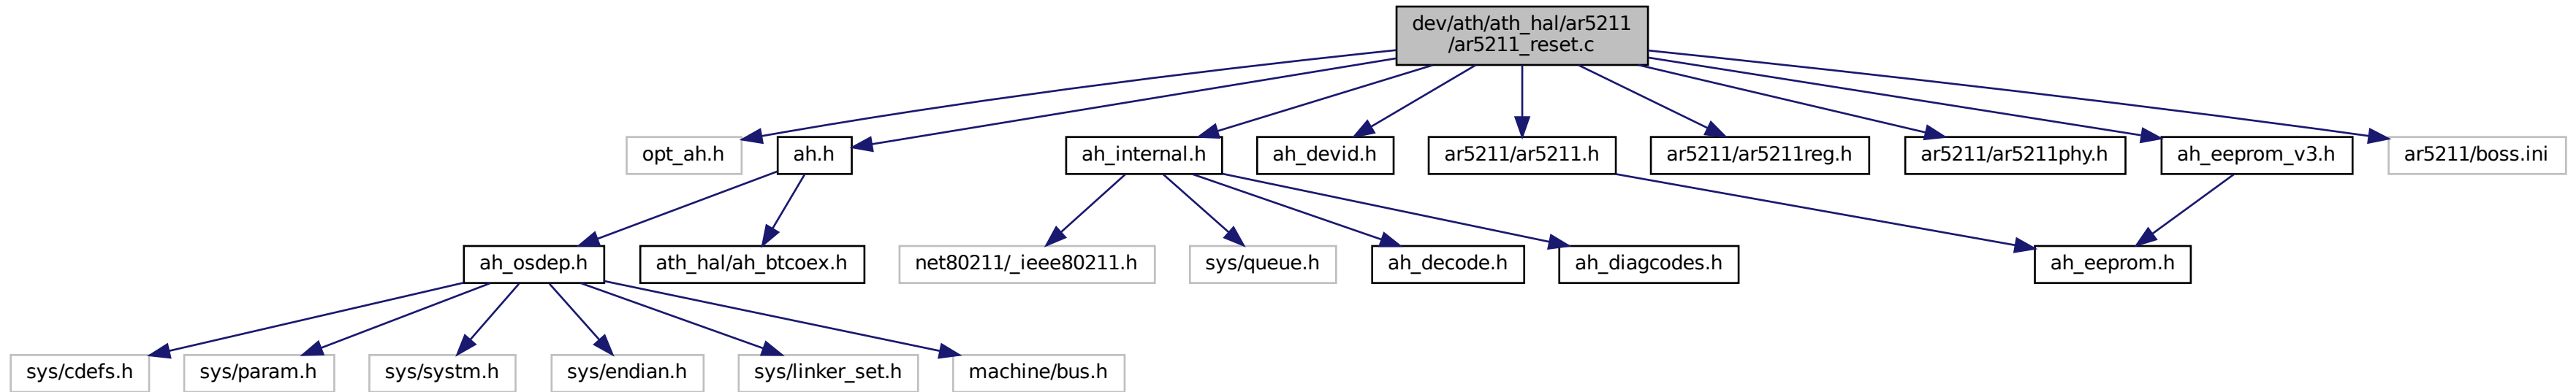 dev/ath/ath_hal/ar5211
/ar5211_reset.c
opt_ah.h
ah.h
ah_internal.h
ah_devid.h
ar5211/ar5211.h
ar5211/ar5211reg.h
ar5211/ar5211phy.h
ah_eeprom_v3.h
ar5211/boss.ini
ah_osdep.h
ath_hal/ah_btcoex.h
net80211/_ieee80211.h
sys/queue.h
ah_decode.h
ah_diagcodes.h
ah_eeprom.h
sys/cdefs.h
sys/param.h
sys/systm.h
sys/endian.h
sys/linker_set.h
machine/bus.h